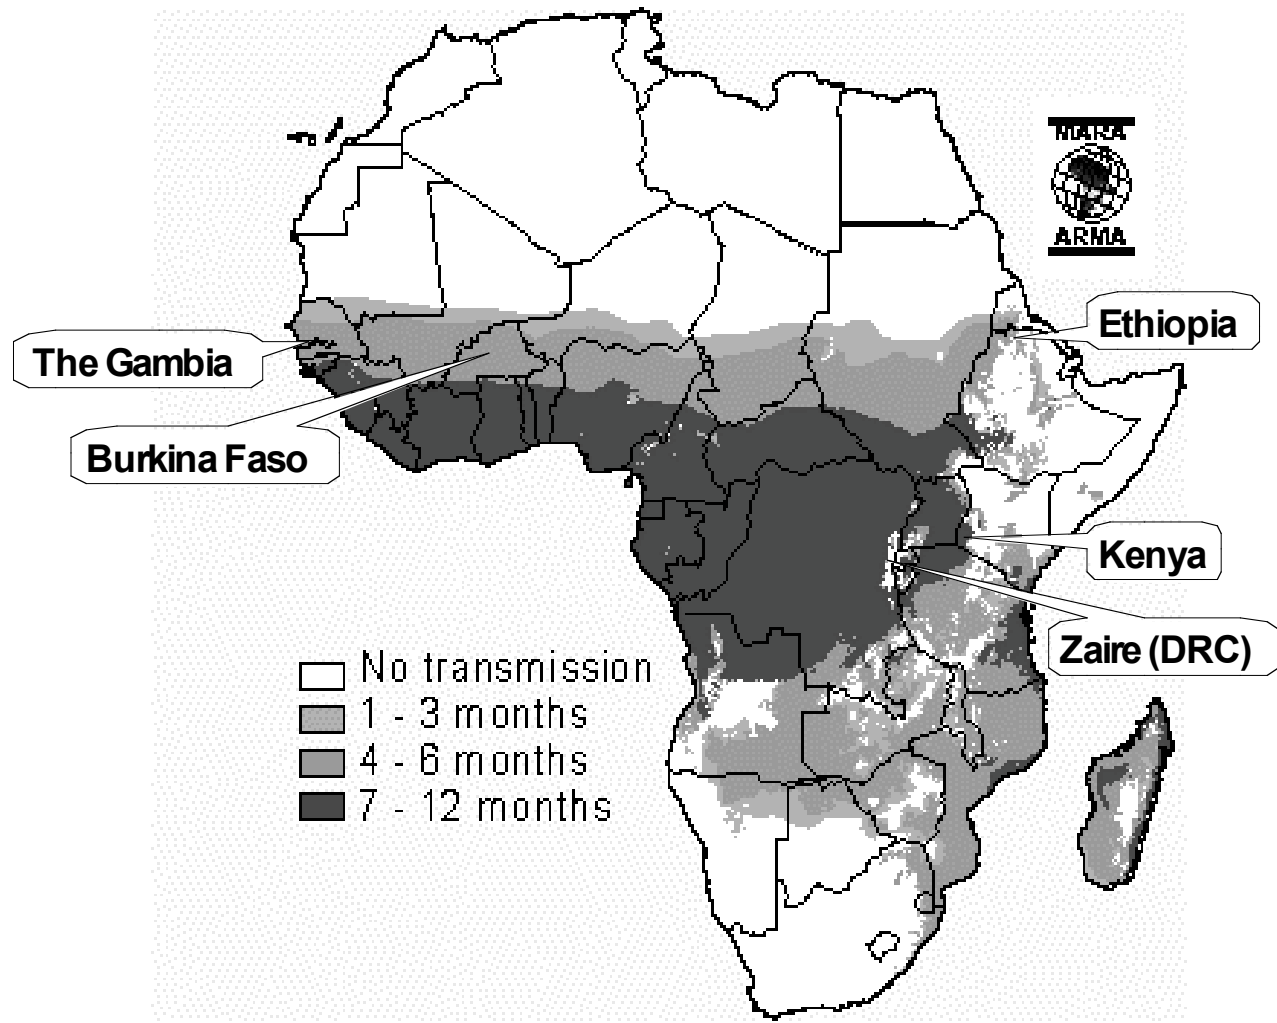 MARA
ARMA
Ethiopia
The Gambia
Burkina Faso
Kenya
Zaire (DRC)
No transmission
1 - 3 months
4 - 6 months
7 - 12 months